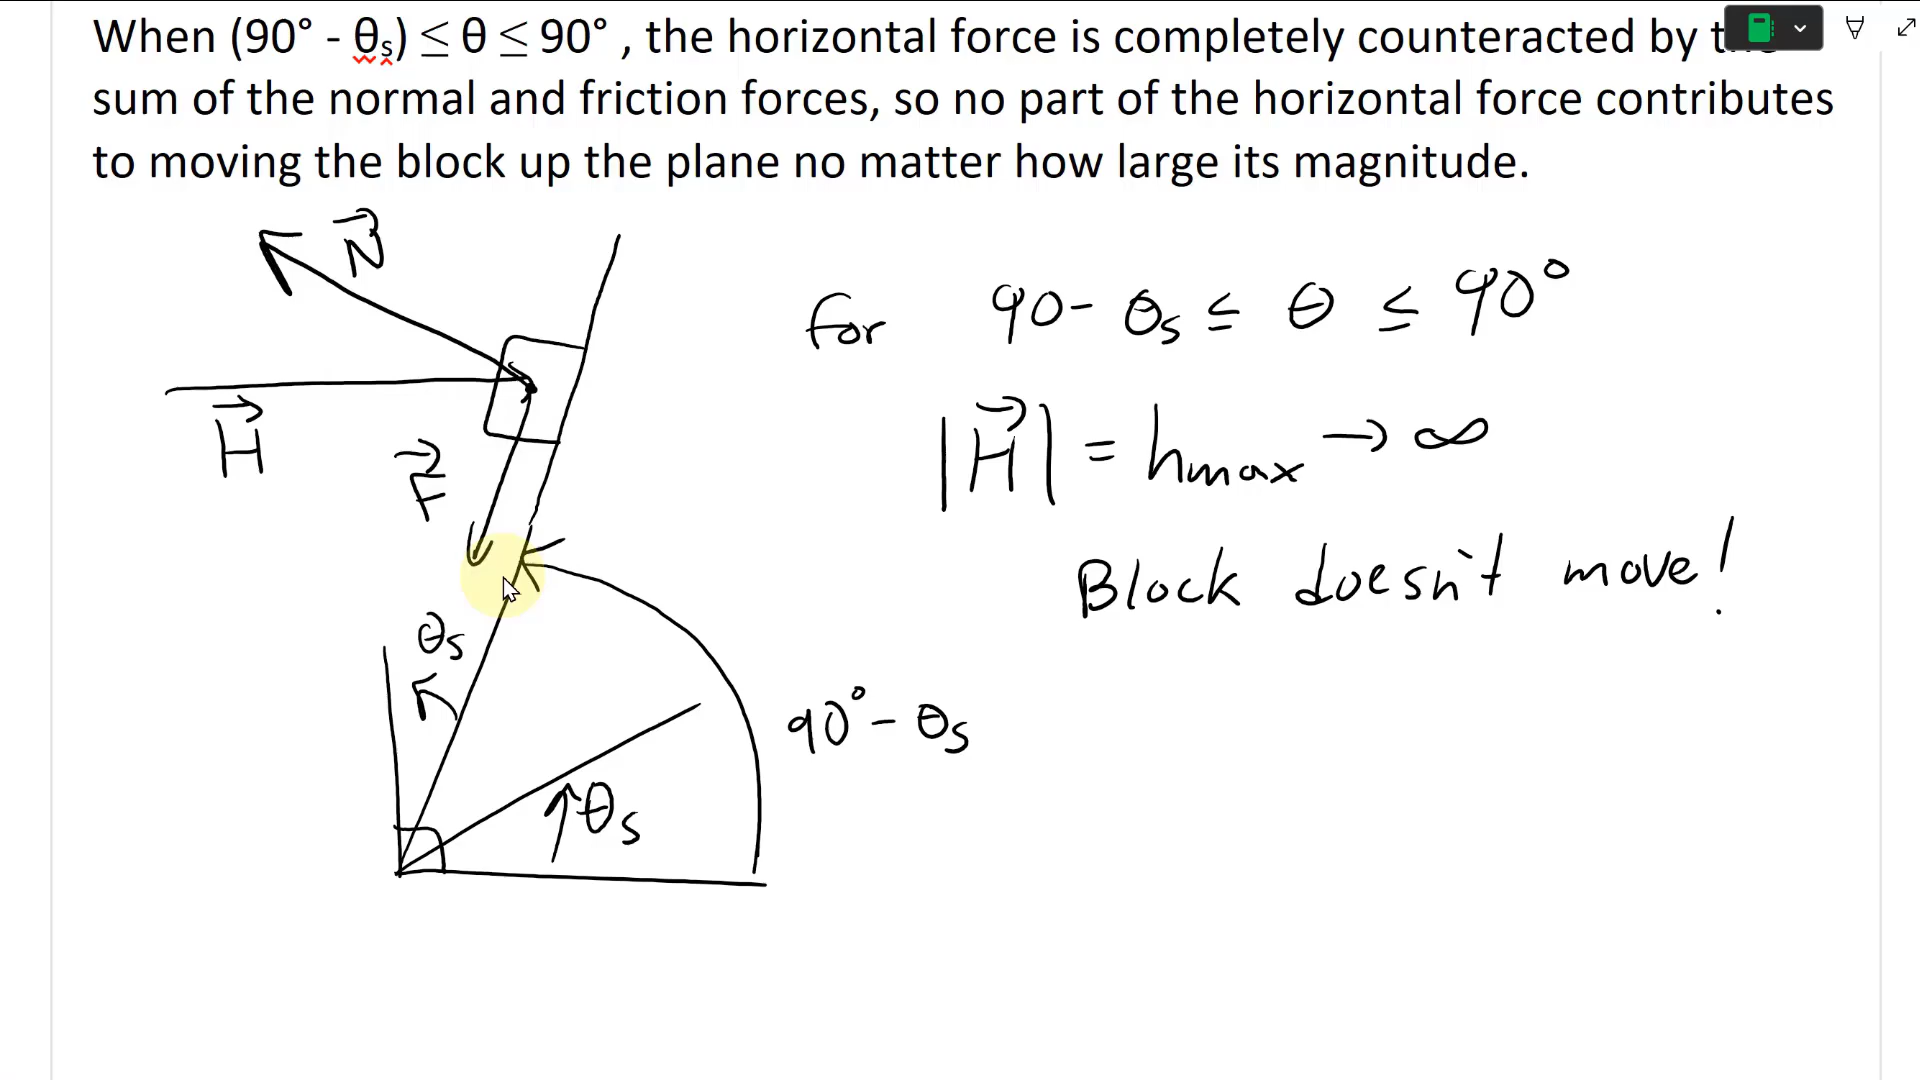 When (90° - θₛ) ≤ θ ≤ 90° , the horizontal force is completely counteracted by
sum of the normal and friction forces, so no part of the horizontal force contributes
to moving the block up the plane no matter how large its magnitude.
N⃗
for 90 - θₛ ≤ θ ≤ 90°
H⃗
|H⃗| = hmax → ∞
F⃗
Block doesn't move!
θₛ
90° - θₛ
θₛ